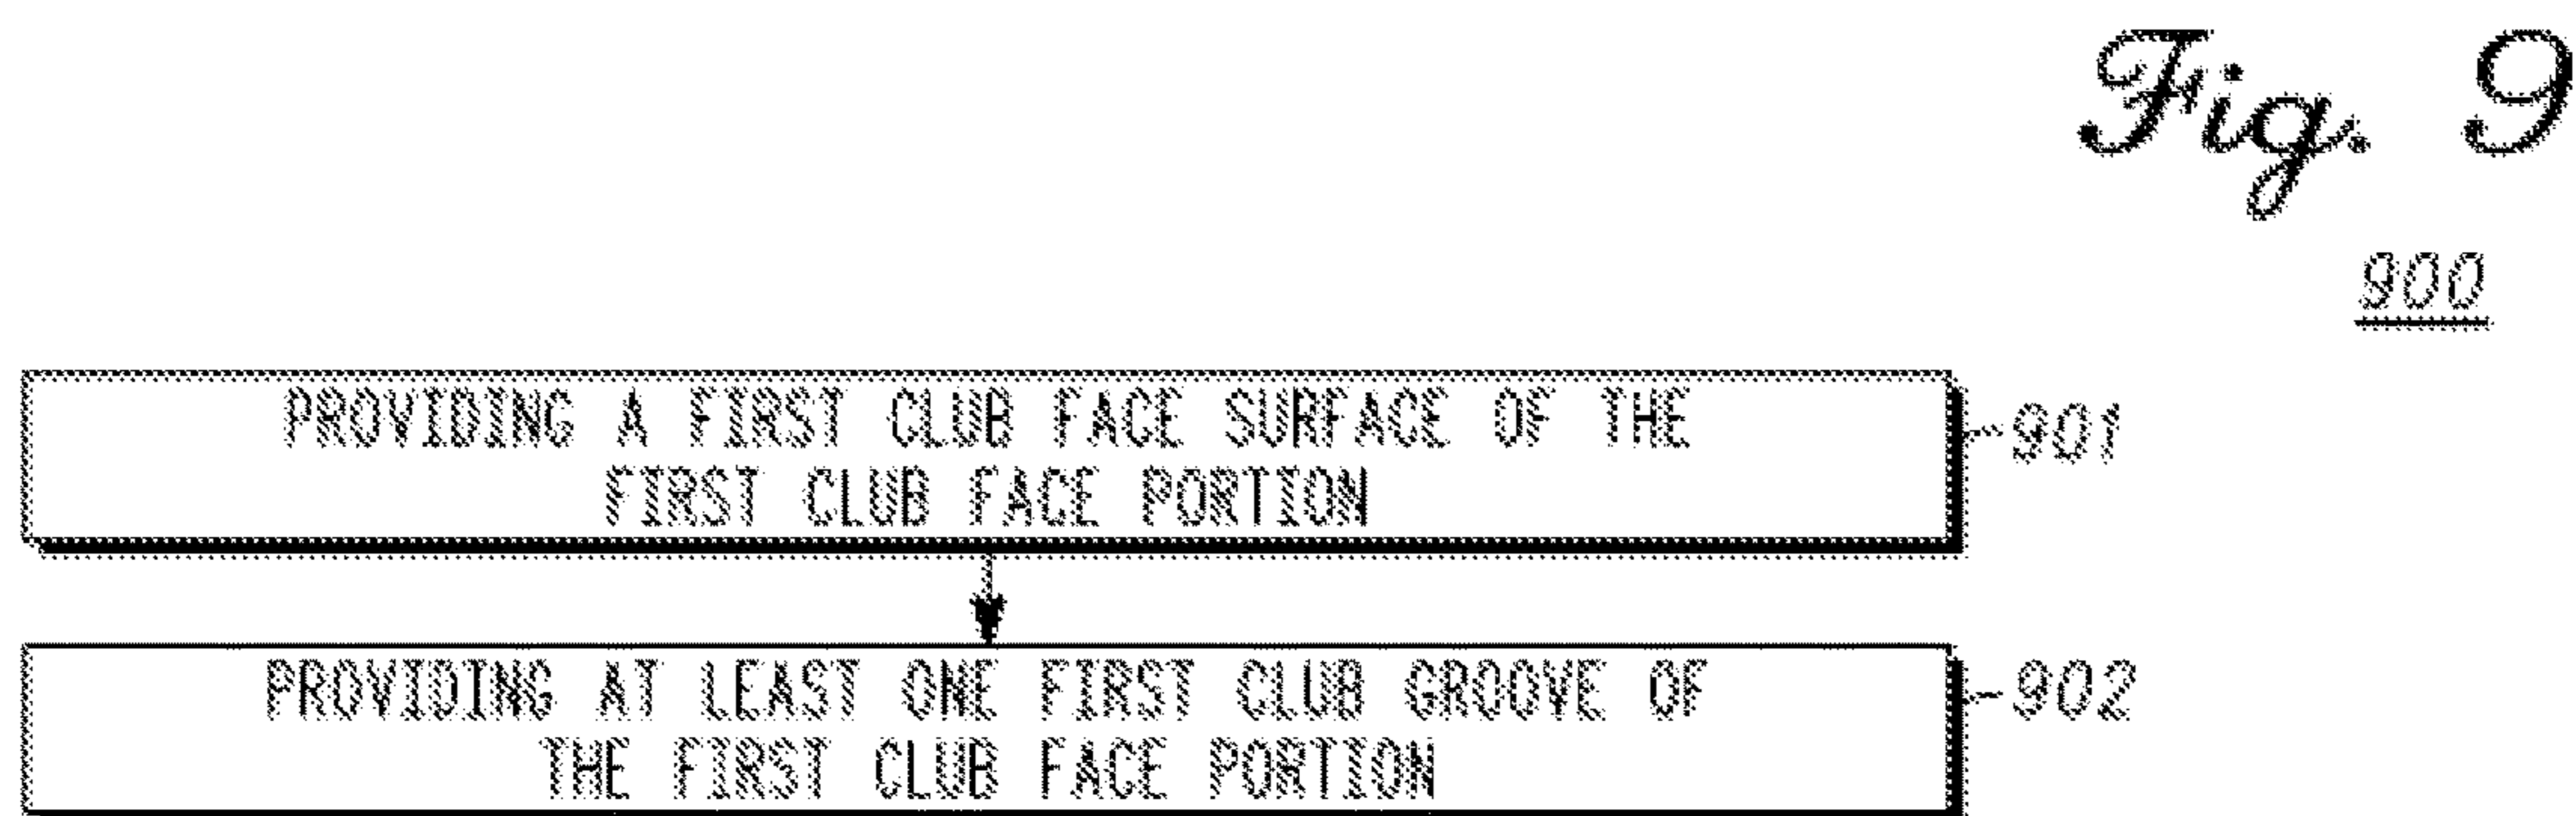 Fig. 9
900
PROVIDING A FIRST CLUB FACE SURFACE OF THE
FIRST CLUB FACE PORTION
901
PROVIDING AT LEAST ONE FIRST CLUB GROOVE OF
THE FIRST CLUB FACE PORTION
902